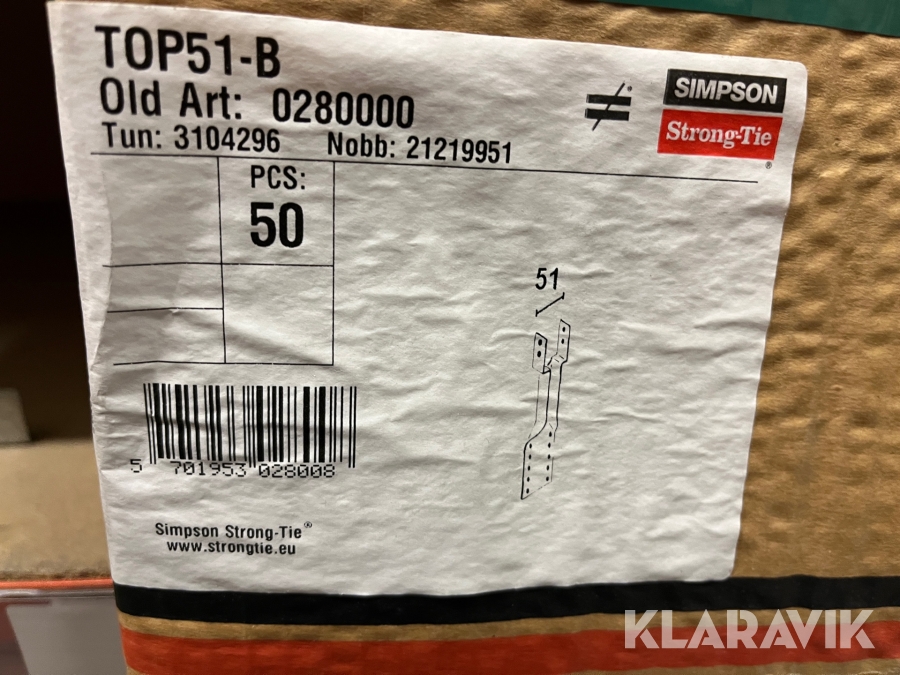 TOP51-B
Old Art: 0280000
Tun: 3104296 Nobb: 21219951
SIMPSON
Strong-Tie
®
PCS:
50
51
5 701953 028008
Simpson Strong-Tie®
www.strongtie.eu
KLARAVIK